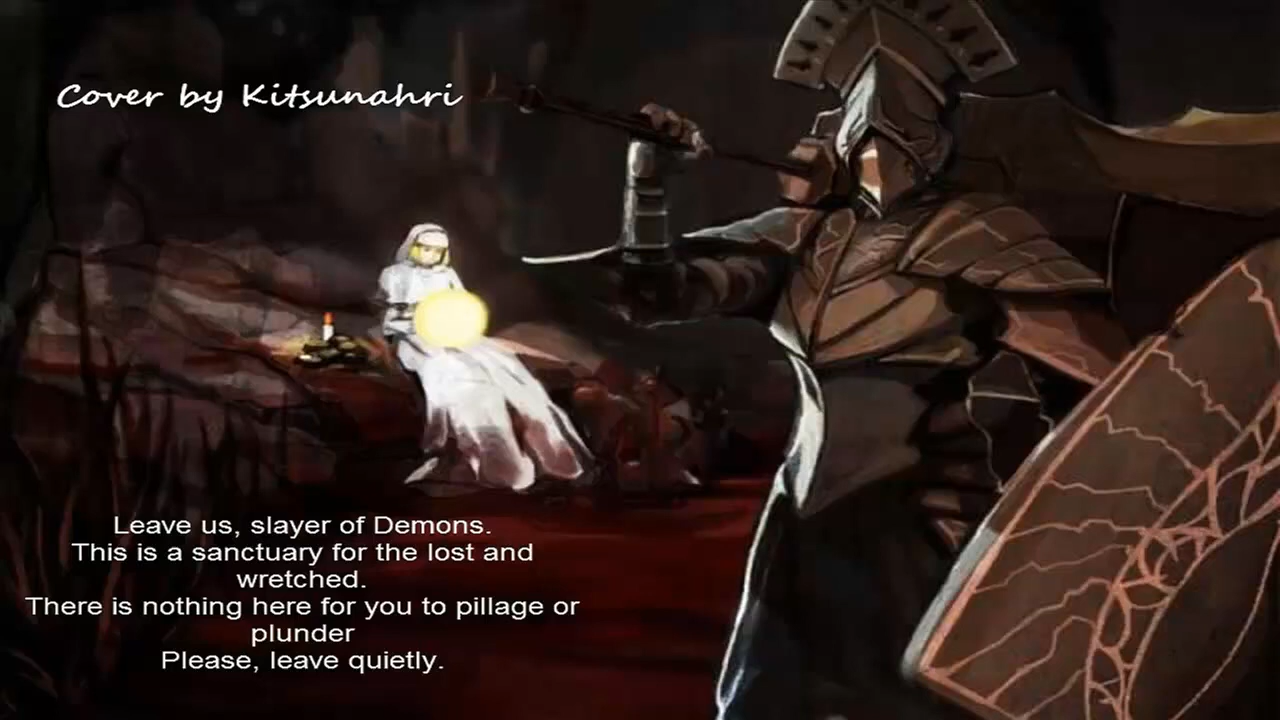 Cover by Kitsunahri
Leave us, slayer of Demons.
This is a sanctuary for the lost and
wretched.
There is nothing here for you to pillage or
plunder
Please, leave quietly.